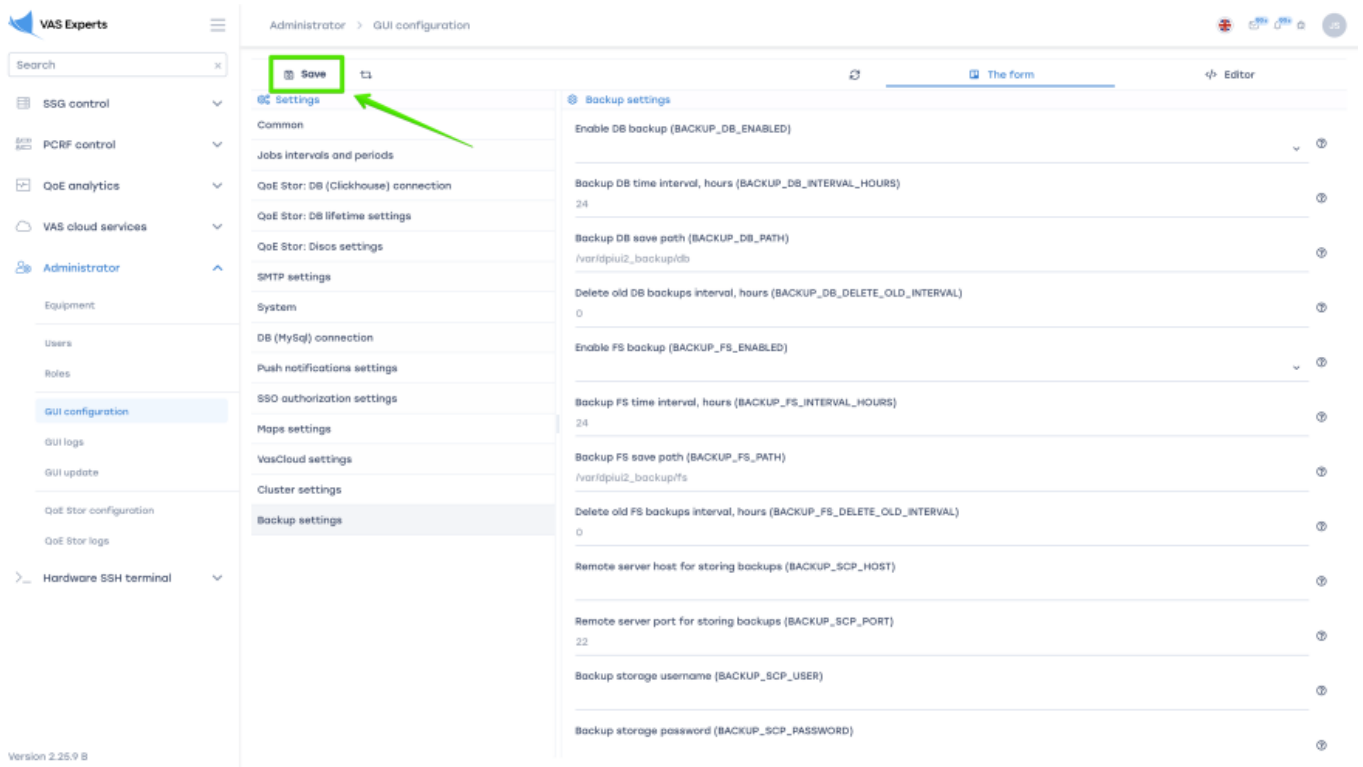 VAS Experts
Administrator > GUI configuration
99+
99+
JS
Search
Save
The form
</> Editor
SSG control
PCRF control
QoE analytics
VAS cloud services
Administrator
Equipment
Users
Roles
GUI configuration
GUI logs
GUI update
QoE Stor configuration
QoE Stor logs
Hardware SSH terminal
Version 2.25.9 B
Settings
Common
Jobs intervals and periods
QoE Stor: DB (Clickhouse) connection
QoE Stor: DB lifetime settings
QoE Stor: Discs settings
SMTP settings
System
DB (MySql) connection
Push notifications settings
SSO authorization settings
Maps settings
VasCloud settings
Cluster settings
Backup settings
Backup settings
Enable DB backup (BACKUP_DB_ENABLED)
Backup DB time interval, hours (BACKUP_DB_INTERVAL_HOURS)
24
Backup DB save path (BACKUP_DB_PATH)
/var/dpiui2_backup/db
Delete old DB backups interval, hours (BACKUP_DB_DELETE_OLD_INTERVAL)
0
Enable FS backup (BACKUP_FS_ENABLED)
Backup FS time interval, hours (BACKUP_FS_INTERVAL_HOURS)
24
Backup FS save path (BACKUP_FS_PATH)
/var/dpiui2_backup/fs
Delete old FS backups interval, hours (BACKUP_FS_DELETE_OLD_INTERVAL)
0
Remote server host for storing backups (BACKUP_SCP_HOST)
Remote server port for storing backups (BACKUP_SCP_PORT)
22
Backup storage username (BACKUP_SCP_USER)
Backup storage password (BACKUP_SCP_PASSWORD)